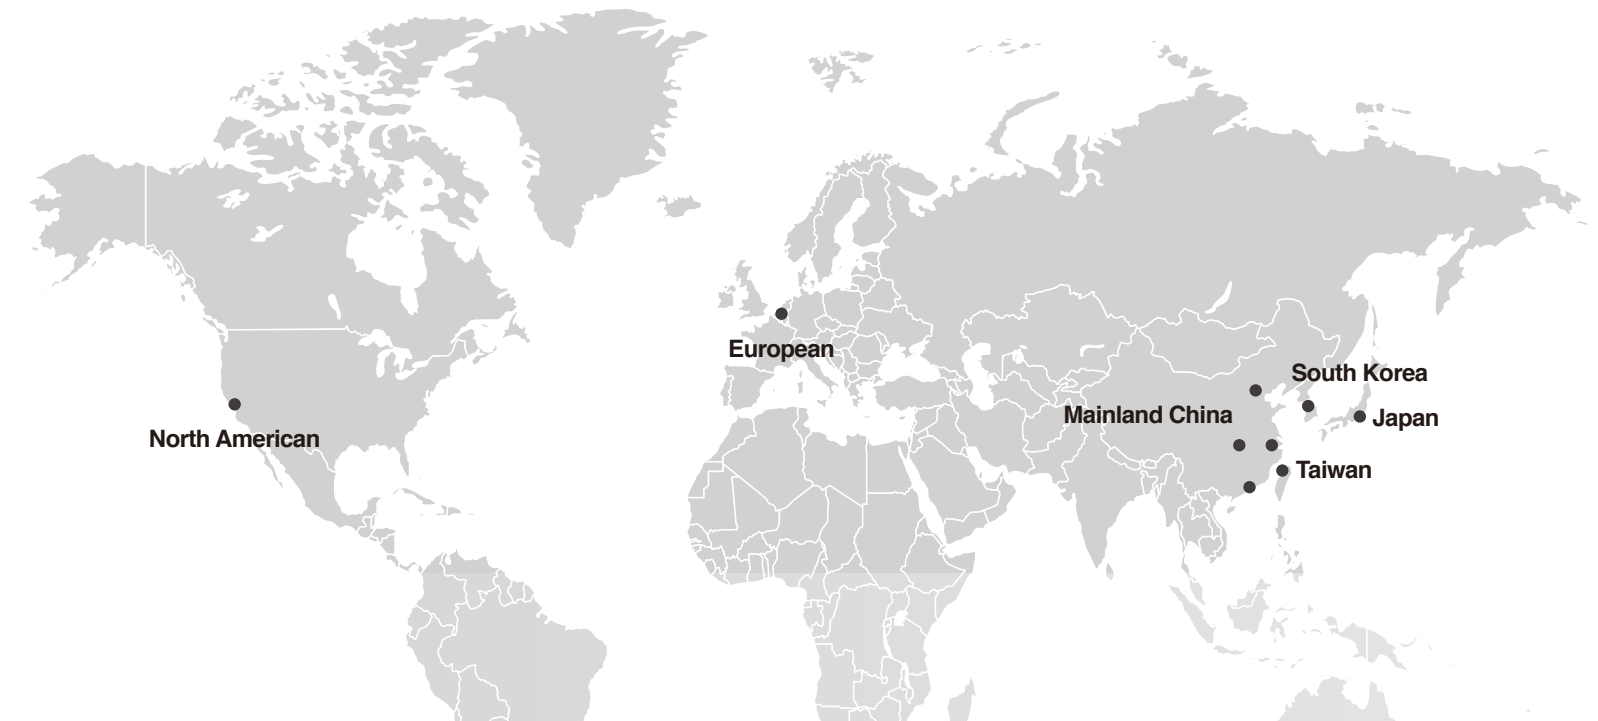 European
South Korea
Mainland China
Japan
North American
Taiwan